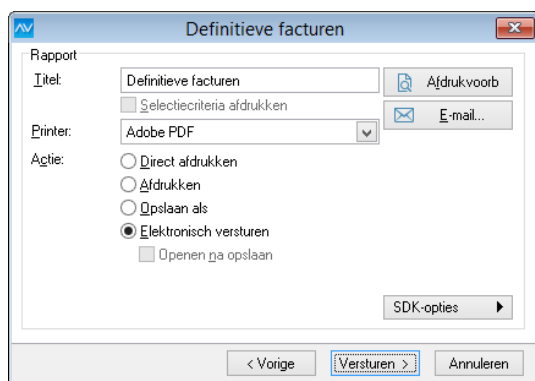 Definitieve facturen
Rapport
Titel: Definitieve facturen
Afdrukvoorb
Selectiecriteria afdrukken
E-mail...
Printer: Adobe PDF
Actie: Direct afdrukken
Afdrukken
Opslaan als
Elektronisch versturen
Openen na opslaan
SDK-opties
< Vorige Versturen > Annuleren